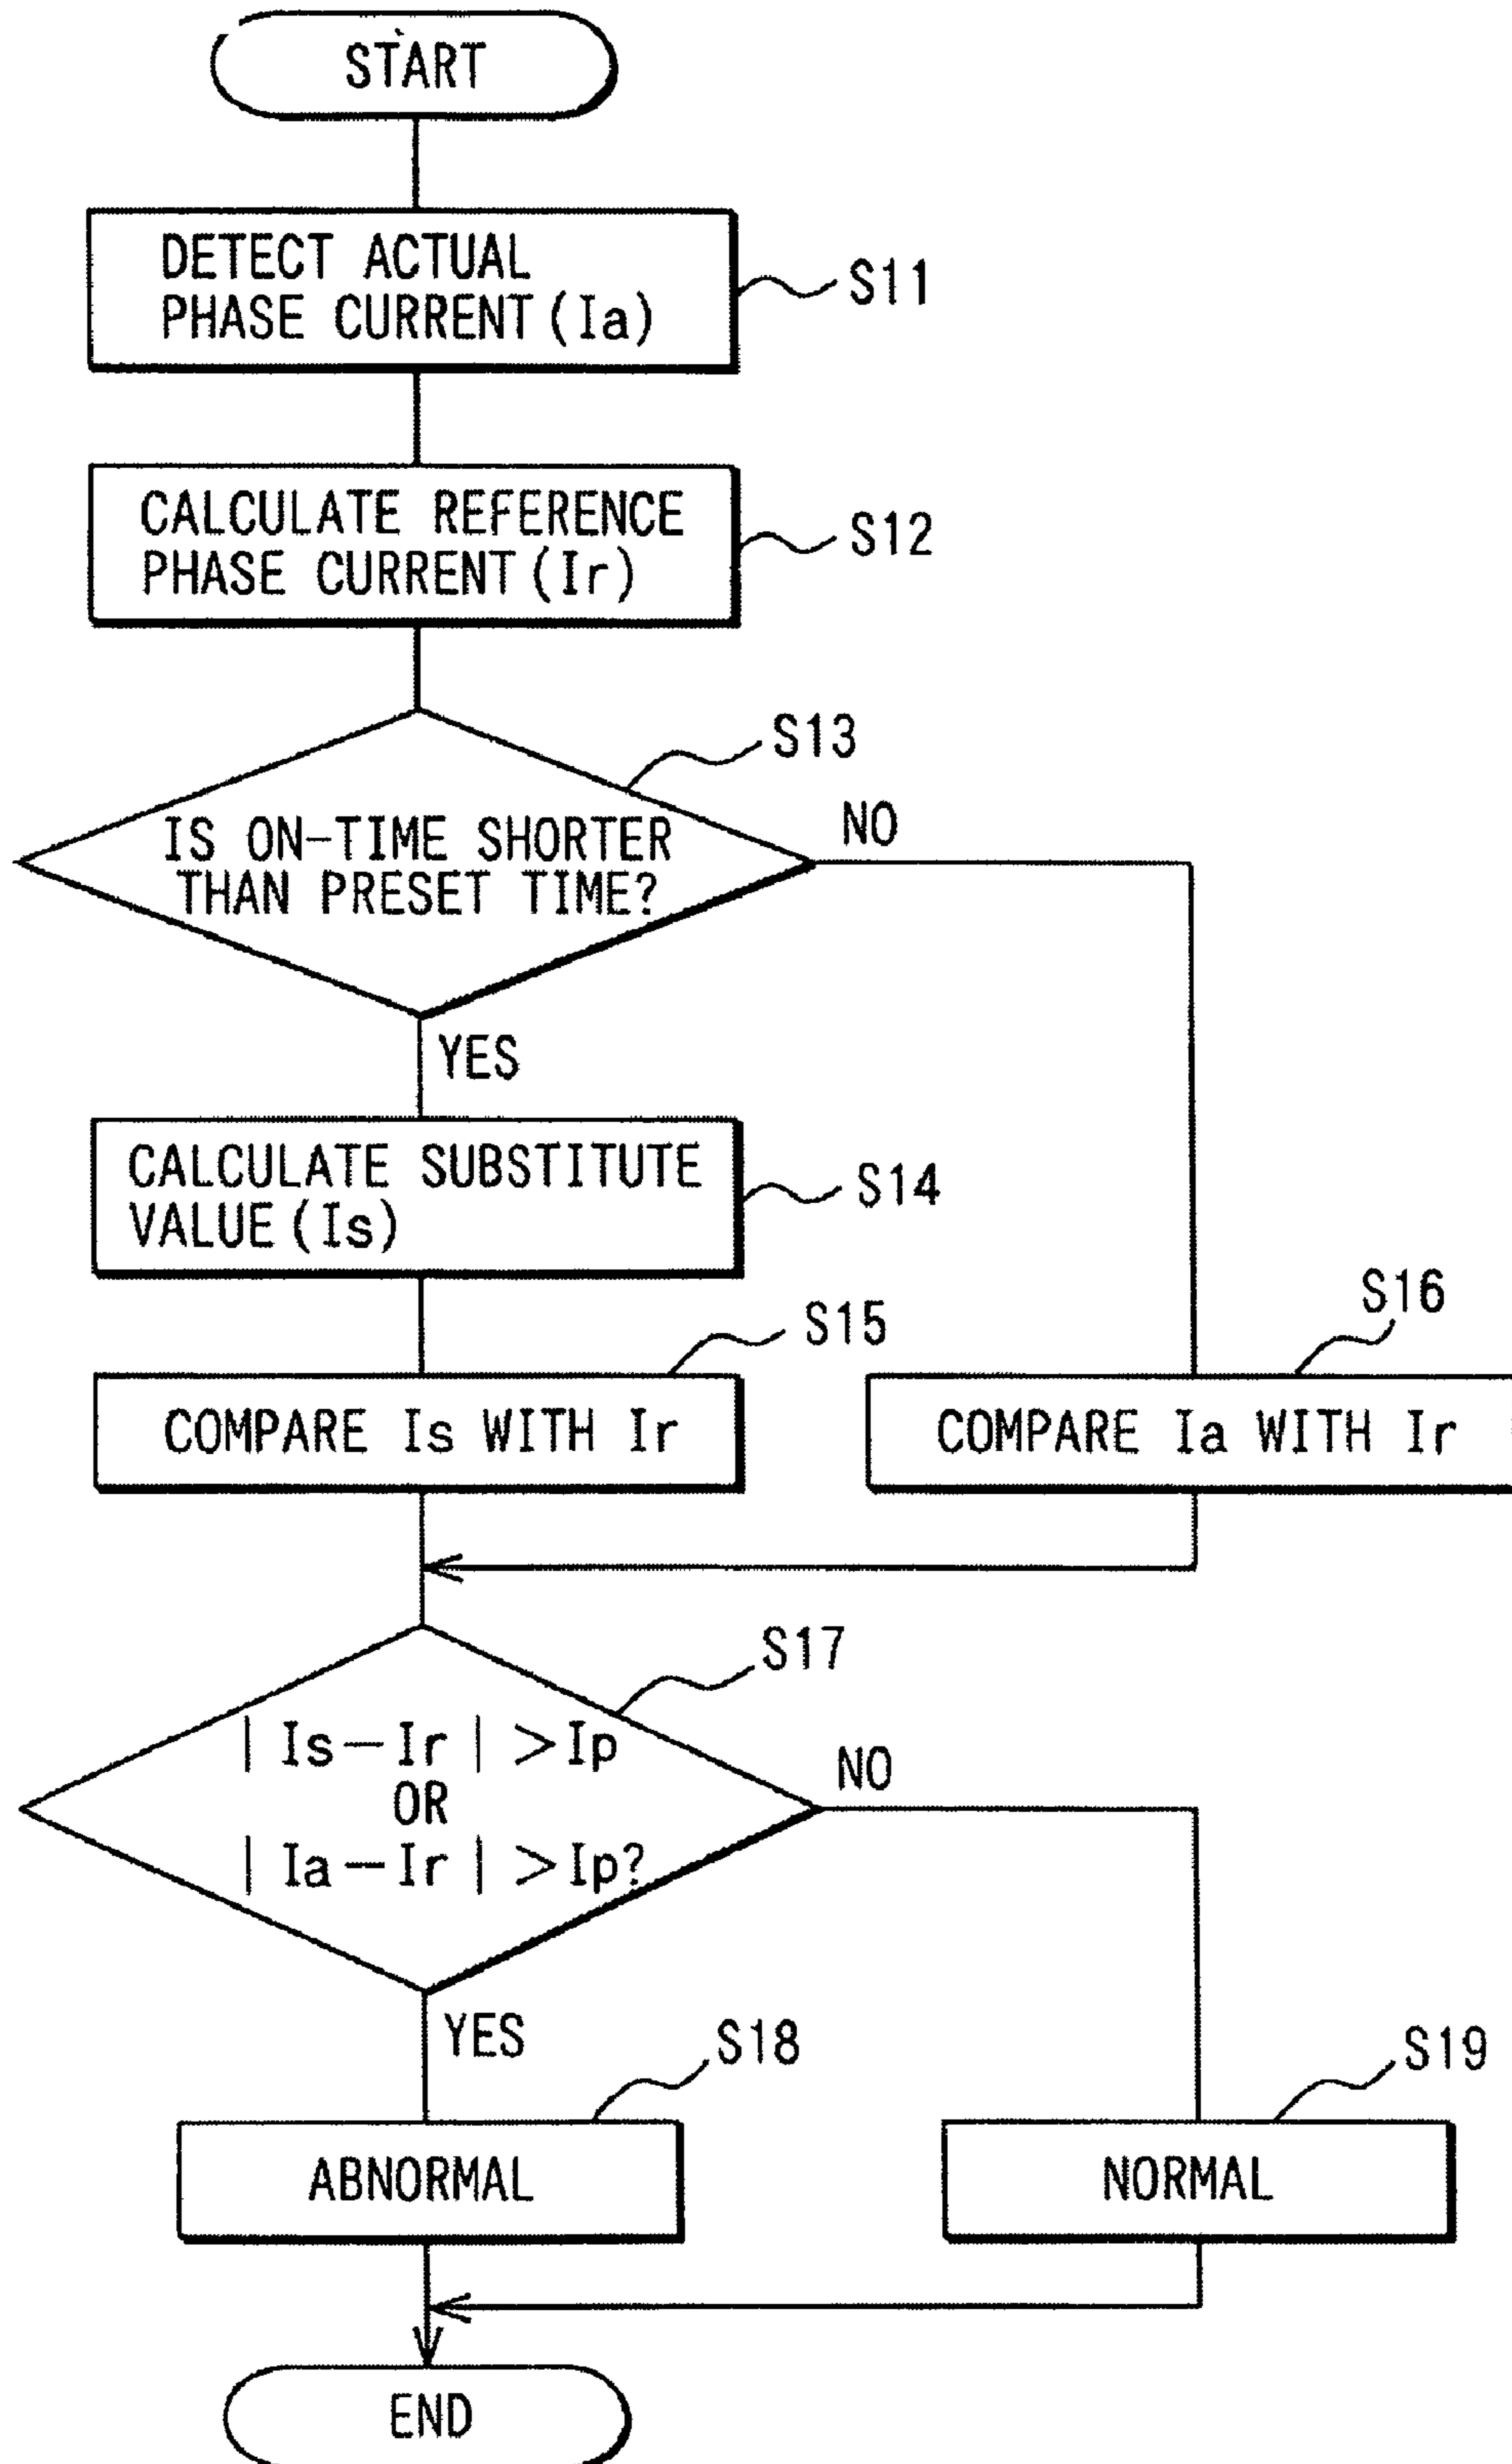 START
DETECT ACTUAL
PHASE CURRENT (Ia)
S11
CALCULATE REFERENCE
PHASE CURRENT (Ir)
S12
S13
IS ON-TIME SHORTER
THAN PRESET TIME?
NO
YES
CALCULATE SUBSTITUTE
VALUE (Is)
S14
S15
COMPARE Is WITH Ir
S16
COMPARE Ia WITH Ir
S17
| Is − Ir | > Ip
OR
| Ia − Ir | > Ip?
NO
YES
S18
ABNORMAL
S19
NORMAL
END